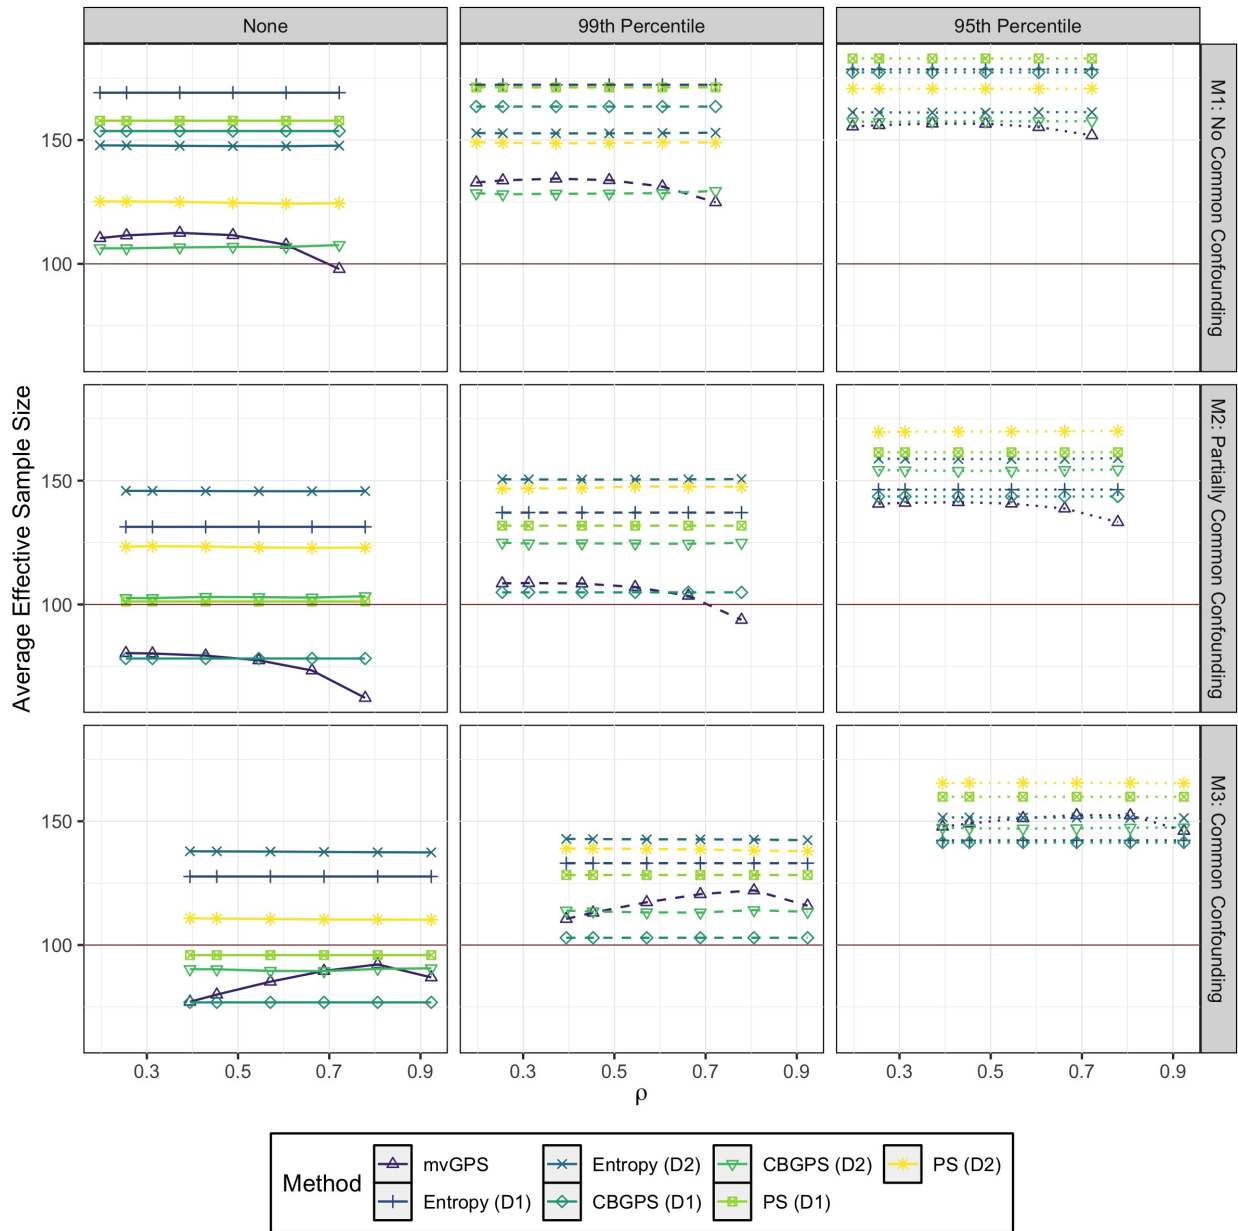 None
99th Percentile
95th Percentile
M1: No Common Confounding
150
100
M2: Partially Common Confounding
150
100
M3: Common Confounding
150
100
Average Effective Sample Size
0.3 0.5 0.7 0.9
0.3 0.5 0.7 0.9
0.3 0.5 0.7 0.9
ρ
Method
mvGPS
Entropy (D2)
CBGPS (D2)
PS (D2)
Entropy (D1)
CBGPS (D1)
PS (D1)